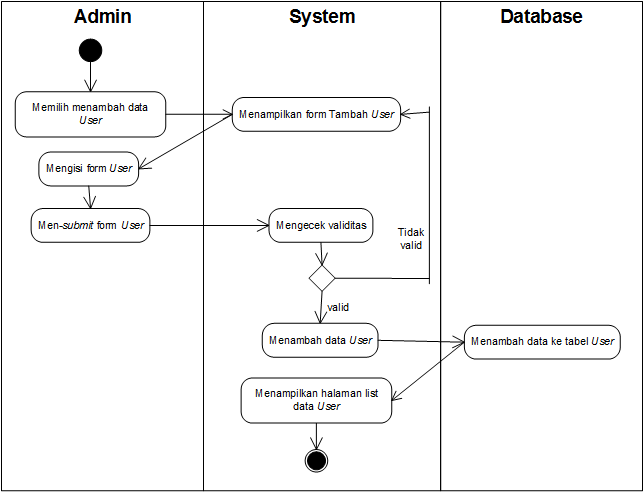 Admin
System
Database
Memilih menambah data
User
Menampilkan form Tambah User
Mengisi form User
Men-submit form User
Mengecek validitas
Tidak
valid
valid
Menambah data User
Menambah data ke tabel User
Menampilkan halaman list
data User